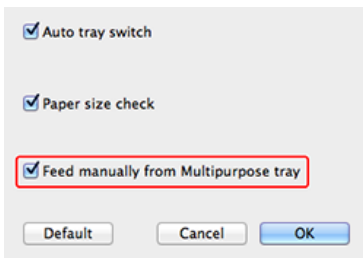 Auto tray switch
Paper size check
Feed manually from Multipurpose tray
Default Cancel OK